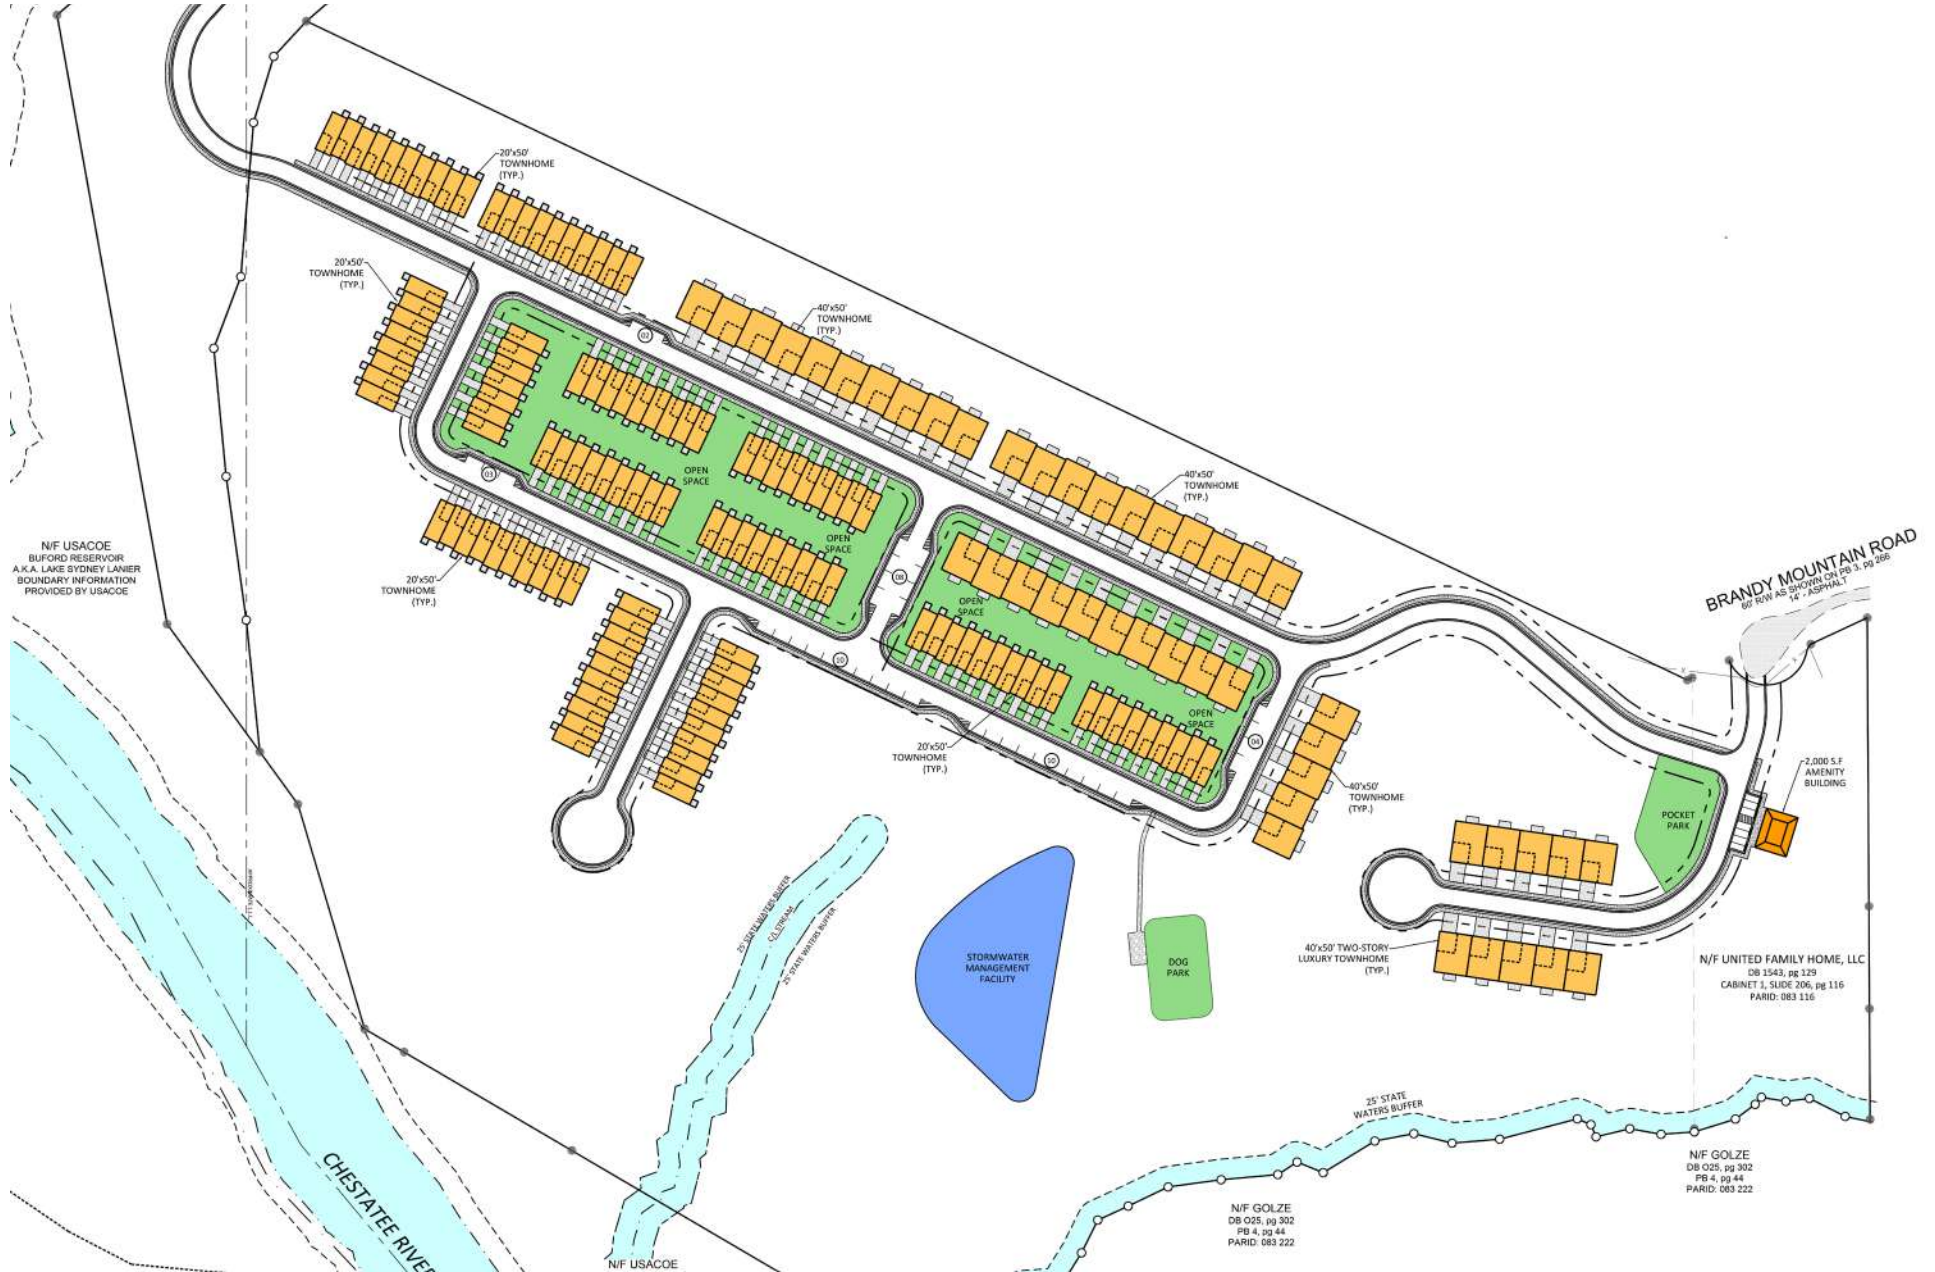 20'x50'
TOWNHOME
(TYP.)
20'x50'
TOWNHOME
(TYP.)
40'x50'
TOWNHOME
(TYP.)
02
40'x50'
TOWNHOME
(TYP.)
03
OPEN
SPACE
OPEN
SPACE
08
N/F USACOE
BUFORD RESERVOIR
A.K.A. LAKE SYDNEY LANIER
BOUNDARY INFORMATION
PROVIDED BY USACOE
20'x50'
TOWNHOME
(TYP.)
BRANDY MOUNTAIN ROAD
60' R/W AS SHOWN ON PB 3, PG 266
14' - ASPHALT
OPEN
SPACE
10
OPEN
SPACE
04
20'x50'
TOWNHOME
(TYP.)
10
40'x50'
TOWNHOME
(TYP.)
2,000 S.F
AMENITY
BUILDING
POCKET
PARK
25' STATE WATERS BUFFER
C/L STREAM
25' STATE WATERS BUFFER
STORMWATER
MANAGEMENT
FACILITY
DOG
PARK
40'x50' TWO-STORY
LUXURY TOWNHOME
(TYP.)
N/F UNITED FAMILY HOME, LLC
DB 1543, pg 129
CABINET 1, SLIDE 206, pg 116
PARID: 083 116
25' STATE
WATERS BUFFER
CHESTATEE RIVER
N/F GOLZE
DB O25, pg 302
PB 4, pg 44
PARID: 083 222
N/F GOLZE
DB O25, pg 302
PB 4, pg 44
PARID: 083 222
N/F USACOE